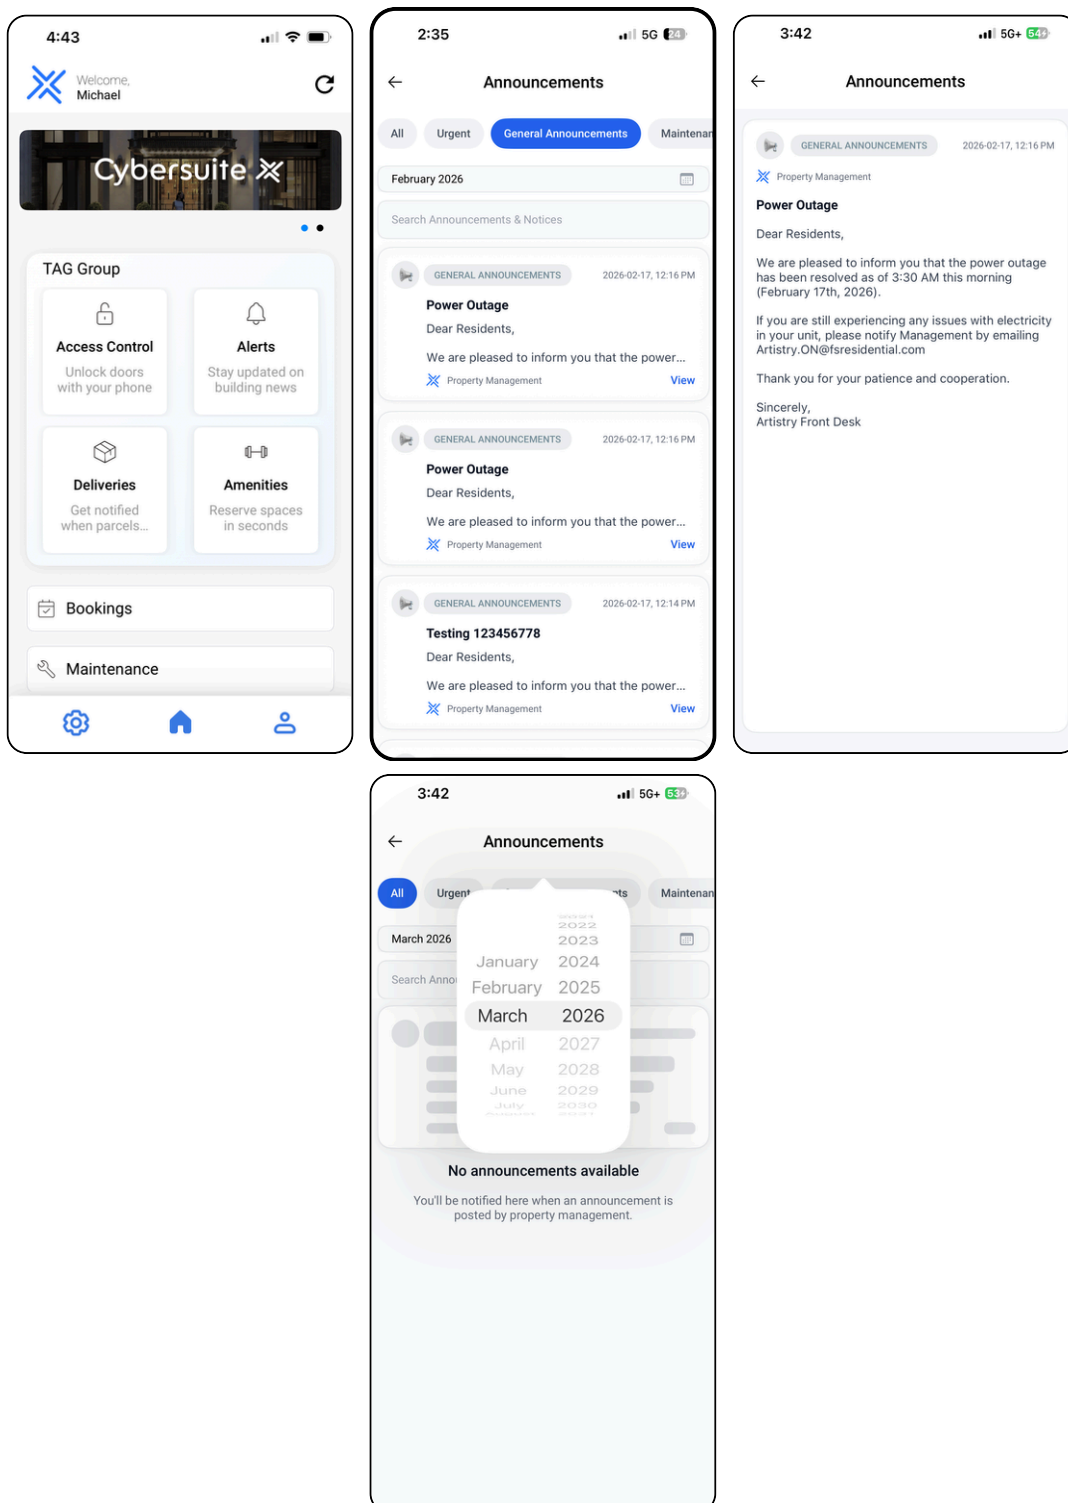 4:43
Welcome,
Michael
Cybersuite
TAG Group
Access Control
Unlock doors
with your phone
Alerts
Stay updated on
building news
Deliveries
Get notified
when parcels...
Amenities
Reserve spaces
in seconds
Bookings
Maintenance
2:35
5G 24
Announcements
All Urgent General Announcements Maintenan
February 2026
Search Announcements & Notices
GENERAL ANNOUNCEMENTS 2026-02-17, 12:16 PM
Power Outage
Dear Residents,
We are pleased to inform you that the power...
Property Management View
GENERAL ANNOUNCEMENTS 2026-02-17, 12:16 PM
Power Outage
Dear Residents,
We are pleased to inform you that the power...
Property Management View
GENERAL ANNOUNCEMENTS 2026-02-17, 12:14 PM
Testing 123456778
Dear Residents,
We are pleased to inform you that the power...
Property Management View
3:42
5G+ 54
Announcements
GENERAL ANNOUNCEMENTS 2026-02-17, 12:16 PM
Property Management
Power Outage
Dear Residents,
We are pleased to inform you that the power outage
has been resolved as of 3:30 AM this morning
(February 17th, 2026).
If you are still experiencing any issues with electricity
in your unit, please notify Management by emailing
Artistry.ON@fsresidential.com
Thank you for your patience and cooperation.
Sincerely,
Artistry Front Desk
3:42
5G+ 53
Announcements
All Urgent nts Maintenan
March 2026
Search Anno
2022
2023
January 2024
February 2025
March 2026
April 2027
May 2028
June 2029
July 2030
No announcements available
You'll be notified here when an announcement is
posted by property management.